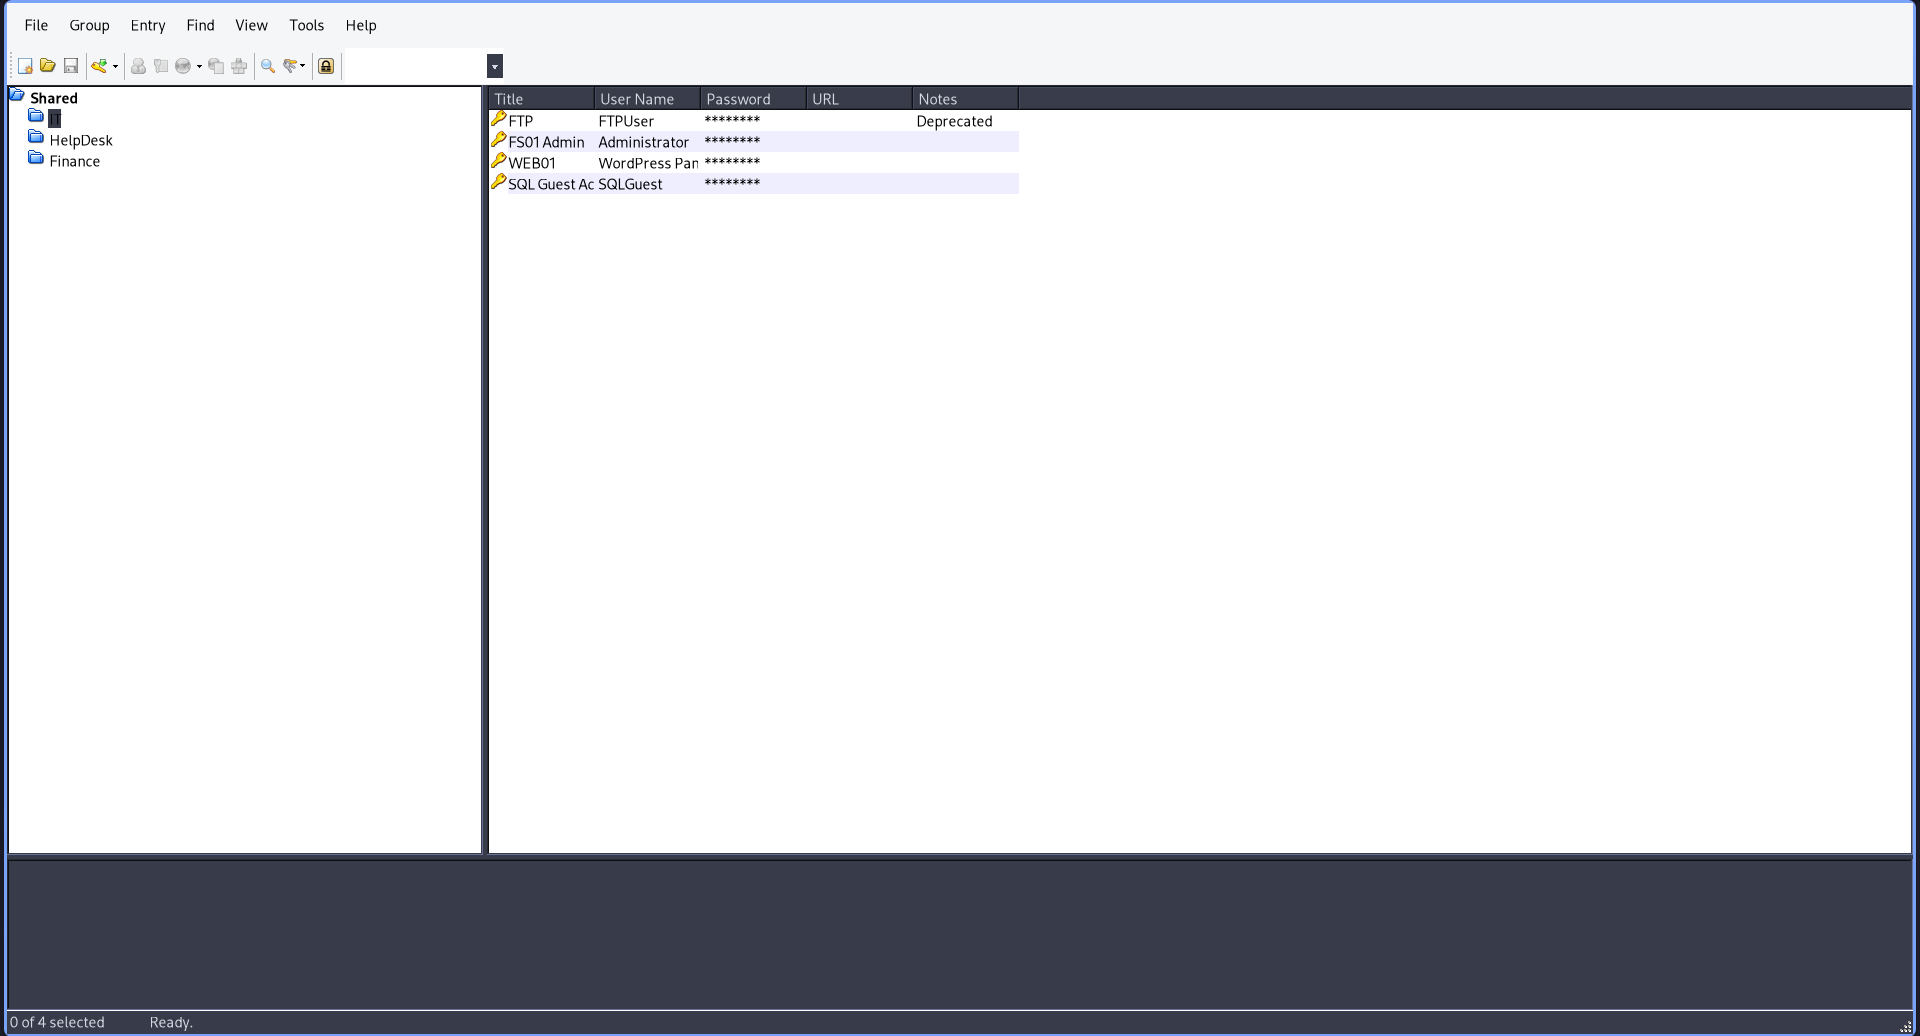 File Group Entry Find View Tools Help
Shared
IT
HelpDesk
Finance
Title User Name Password URL Notes
FTP FTPUser ******** Deprecated
FS01 Admin Administrator ********
WEB01 WordPress Pan ********
SQL Guest Ac SQLGuest ********
0 of 4 selected Ready.